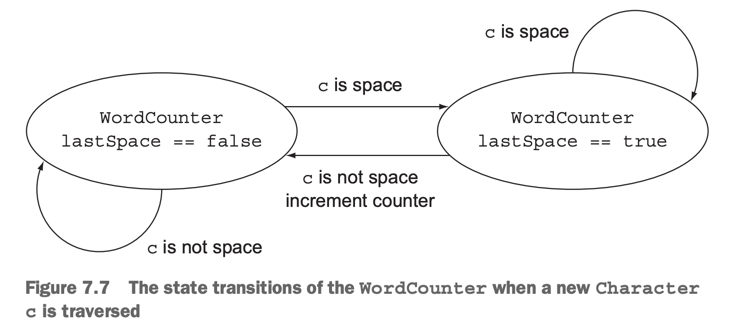 c is space
c is space
WordCounter
lastSpace == false
WordCounter
lastSpace == true
c is not space
increment counter
c is not space
Figure 7.7 The state transitions of the WordCounter when a new Character
c is traversed